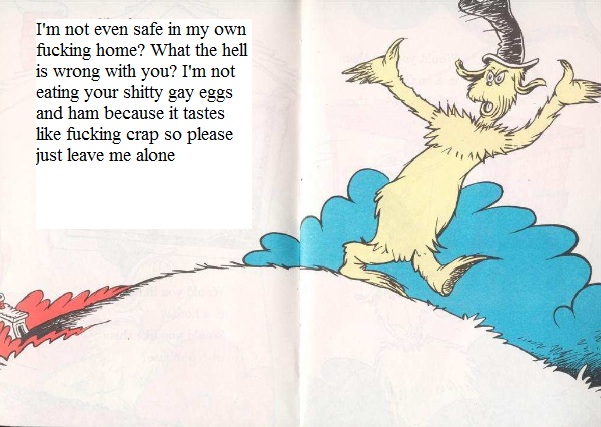 I'm not even safe in my own
fucking home? What the hell
is wrong with you? I'm not
eating your shitty gay eggs
and ham because it tastes
like fucking crap so please
just leave me alone